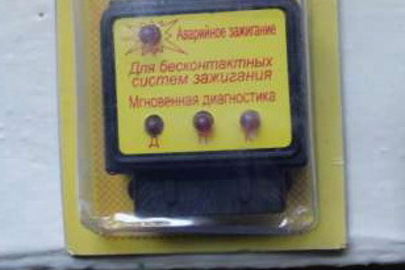 Аварийное зажигание
Для бесконтактных
систем зажигания
Мгновенная диагностика
Д